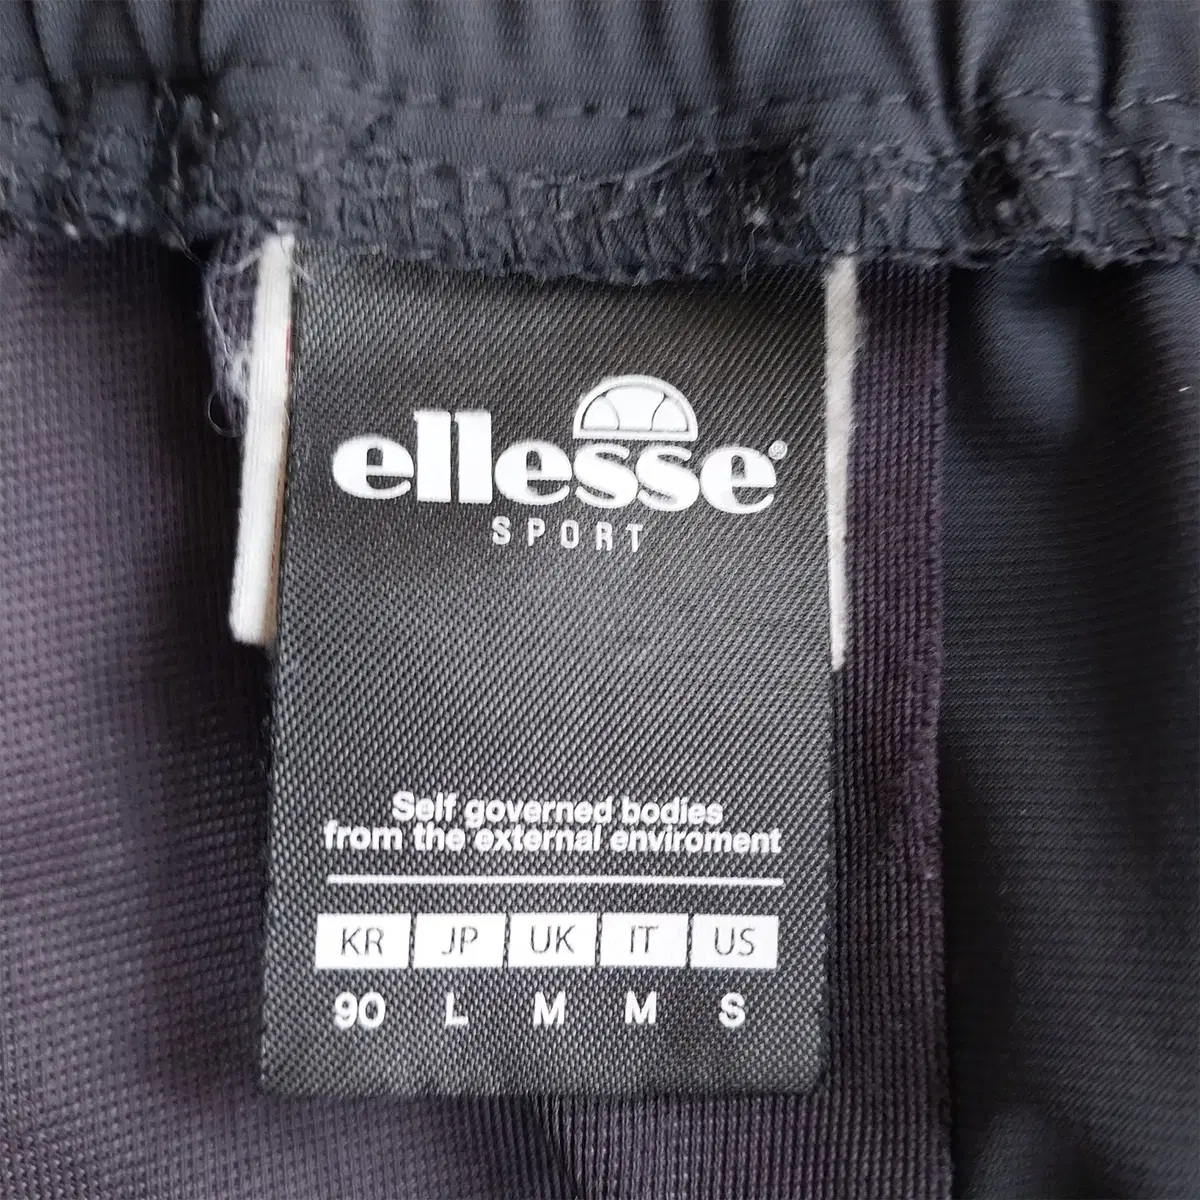 ellesse®
SPORT
Self governed bodies
from the external enviroment
KR JP UK IT US
90 L M M S